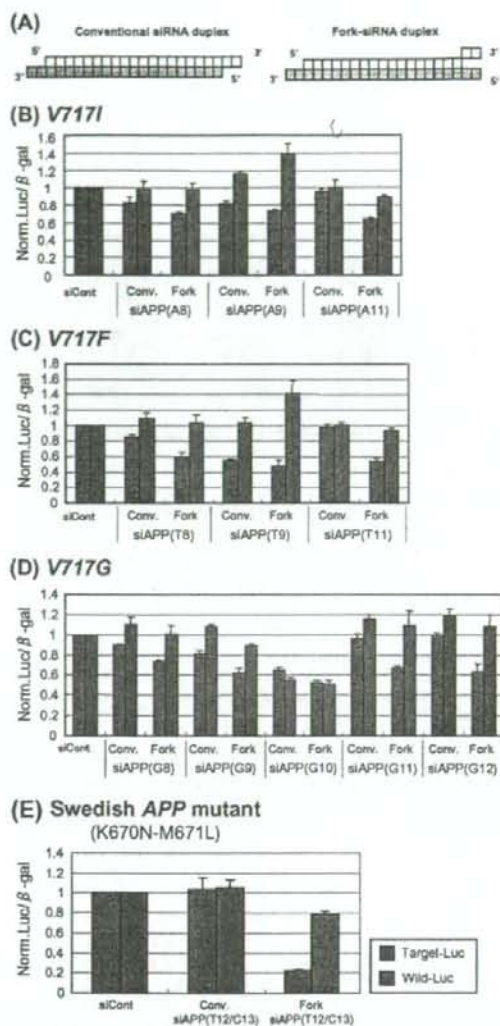 (A)
Conventional siRNA duplex Fork-siRNA duplex
5' 3' 5' 3'
3' 5' 3' 5'
(B) V717I
Norm.Luc/β-gal
1.6
1.4
1.2
1
0.8
0.6
0.4
0.2
0
siCont Conv. Fork Conv. Fork Conv. Fork
siAPP(A8) siAPP(A9) siAPP(A11)
(C) V717F
Norm.Luc/β-gal
1.8
1.6
1.4
1.2
1
0.8
0.6
0.4
0.2
0
siCont Conv. Fork Conv. Fork Conv. Fork
siAPP(T8) siAPP(T9) siAPP(T11)
(D) V717G
Norm.Luc/β-gal
1.4
1.2
1
0.8
0.6
0.4
0.2
0
siCont Conv. Fork Conv. Fork Conv. Fork Conv. Fork Conv. Fork
siAPP(G8) siAPP(G9) siAPP(G10) siAPP(G11) siAPP(G12)
(E) Swedish APP mutant
(K670N-M671L)
Norm.Luc/β-gal
1.4
1.2
1
0.8
0.6
0.4
0.2
0
siCont Conv. Fork
siAPP(T12/C13) siAPP(T12/C13)
Target-Luc
Wild-Luc